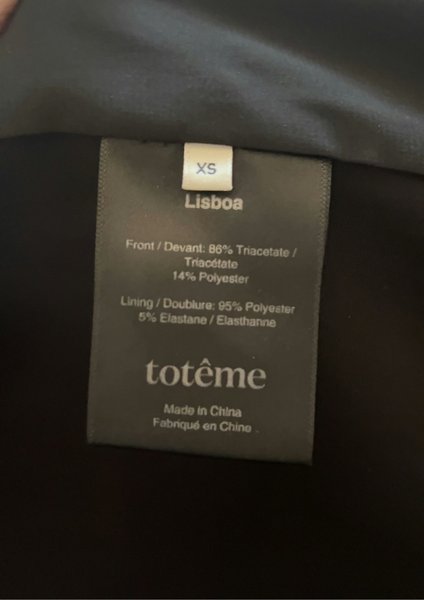 XS
Lisboa
Front / Devant: 86% Triacetate /
Triacétate
14% Polyester
Lining / Doublure: 95% Polyester
5% Elastane / Elasthanne
totême
Made in China
Fabriqué en Chine